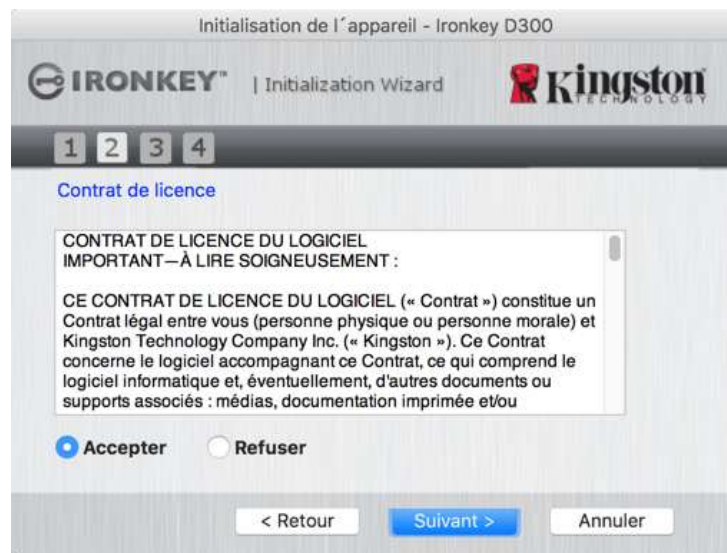 Initialisation de l´appareil - Ironkey D300
IRONKEY™ | Initialization Wizard
Kingston
TECHNOLOGY
1 2 3 4
Contrat de licence
CONTRAT DE LICENCE DU LOGICIEL
IMPORTANT—À LIRE SOIGNEUSEMENT :
CE CONTRAT DE LICENCE DU LOGICIEL (« Contrat ») constitue un
Contrat légal entre vous (personne physique ou personne morale) et
Kingston Technology Company Inc. (« Kingston »). Ce Contrat
concerne le logiciel accompagnant ce Contrat, ce qui comprend le
logiciel informatique et, éventuellement, d'autres documents ou
supports associés : médias, documentation imprimée et/ou
Accepter Refuser
< Retour Suivant > Annuler